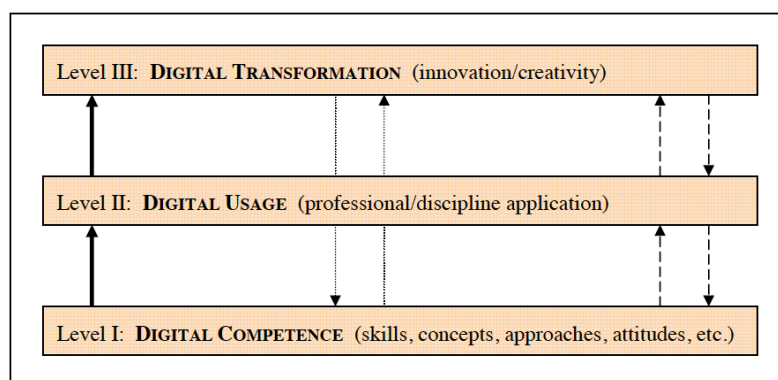 Level III: DIGITAL TRANSFORMATION (innovation/creativity)
Level II: DIGITAL USAGE (professional/discipline application)
Level I: DIGITAL COMPETENCE (skills, concepts, approaches, attitudes, etc.)